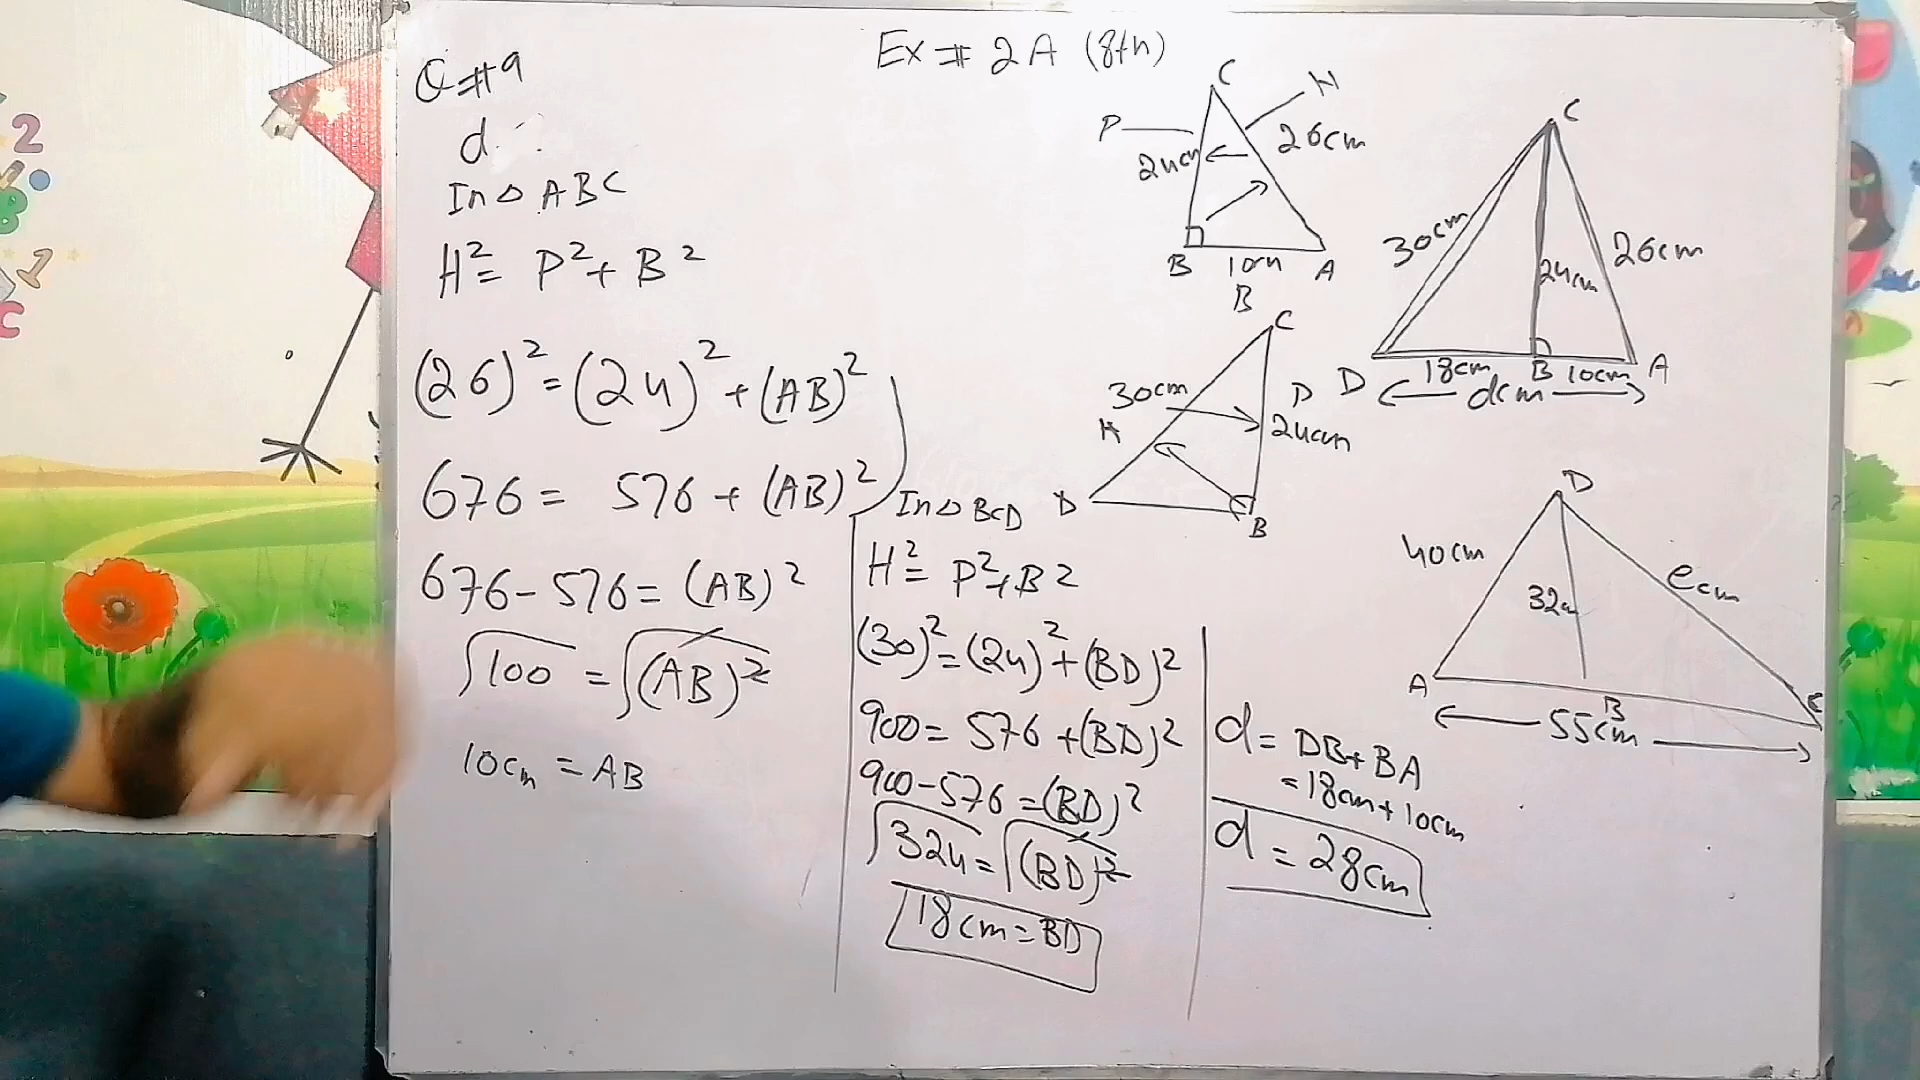 Ex # 2A (8th)
Q#9
d
In △ ABC
H² = P² + B²
(26)² = (24)² + (AB)²
676 = 576 + (AB)²
676 - 576 = (AB)²
√100 = √(AB)²
10cm = AB
In △ BCD
H² = P² + B²
(30)² = (24)² + (BD)²
900 = 576 + (BD)²
900 - 576 = (BD)²
√324 = √(BD)²
18cm = BD
d = DB + BA
= 18cm + 10cm
d = 28cm
C
H
P
24cm
26cm
B
10cm
A
B
C
30cm
H
P
24cm
D
B
C
30cm
24cm
26cm
D
18cm
B
10cm
A
dcm
D
40cm
32cm
ecm
A
B
C
55cm
2
B
1
C